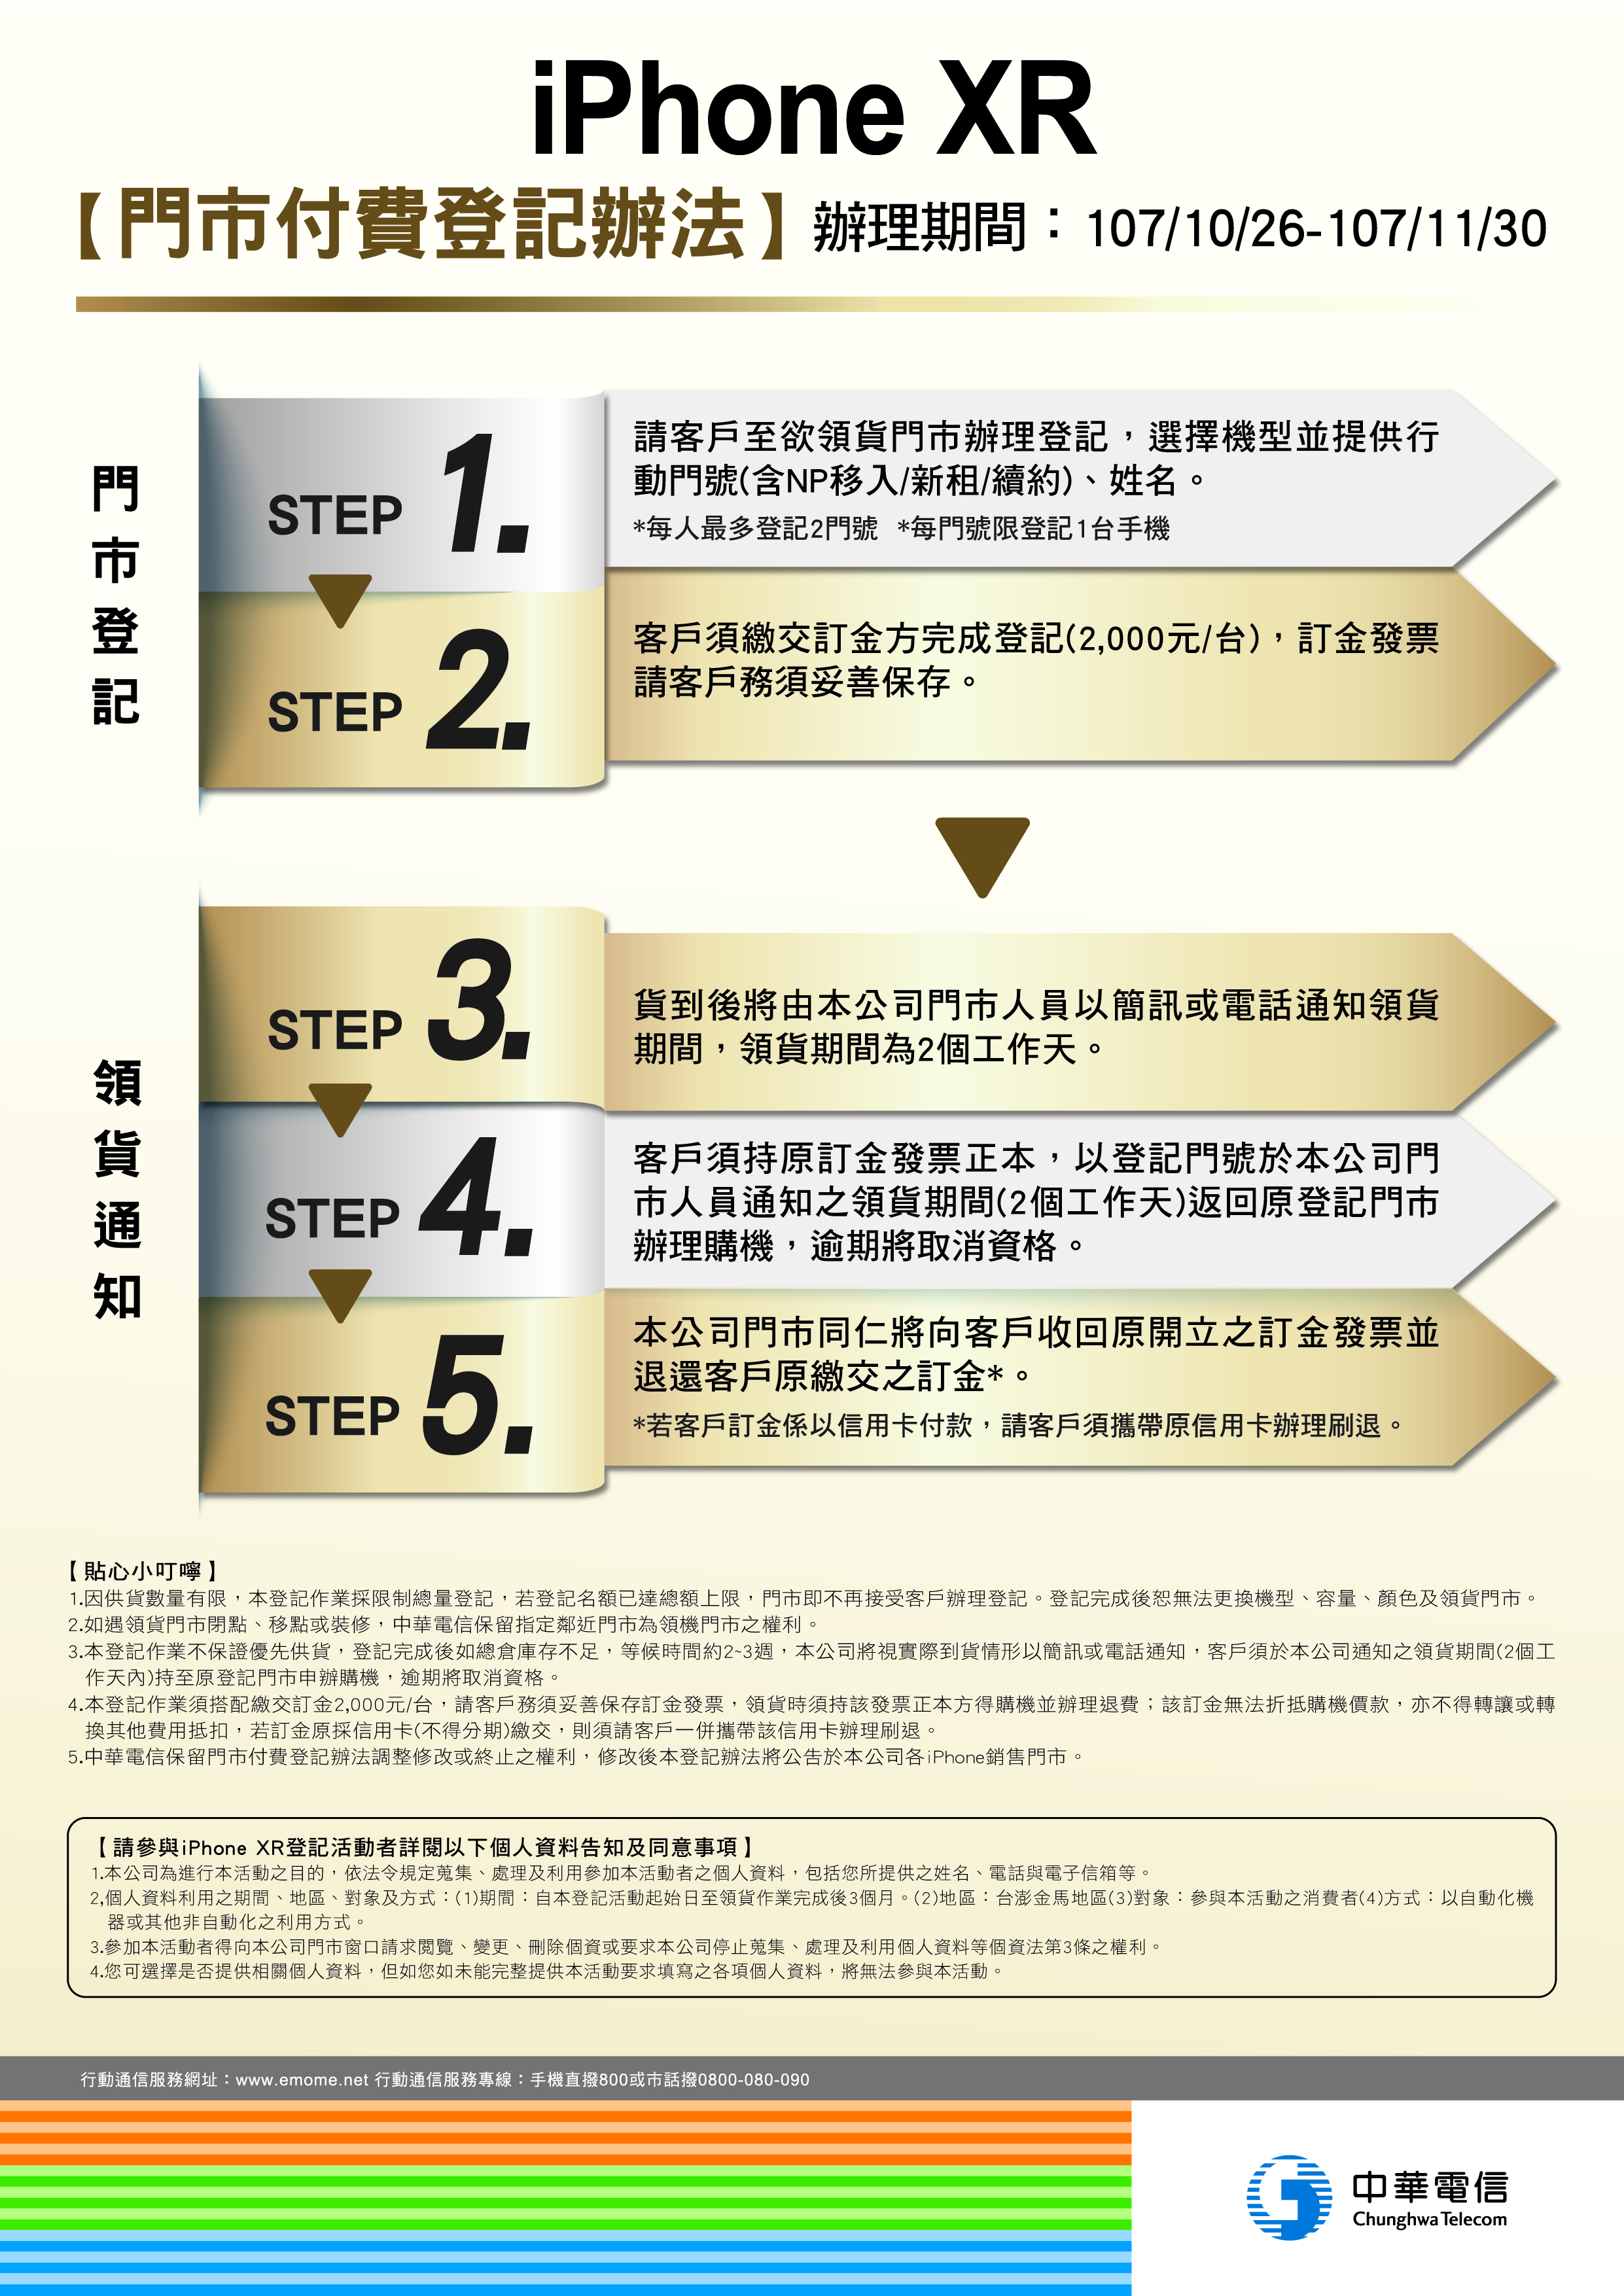 iPhone XR
【門市付費登記辦法】辦理期間：107/10/26-107/11/30
門市登記
STEP 1.
請客戶至欲領貨門市辦理登記，選擇機型並提供行
動門號(含NP移入/新租/續約)、姓名。
*每人最多登記2門號 *每門號限登記1台手機
STEP 2.
客戶須繳交訂金方完成登記(2,000元/台)，訂金發票
請客戶務須妥善保存。
領貨通知
STEP 3.
貨到後將由本公司門市人員以簡訊或電話通知領貨
期間，領貨期間為2個工作天。
STEP 4.
客戶須持原訂金發票正本，以登記門號於本公司門
市人員通知之領貨期間(2個工作天)返回原登記門市
辦理購機，逾期將取消資格。
STEP 5.
本公司門市同仁將向客戶收回原開立之訂金發票並
退還客戶原繳交之訂金*。
*若客戶訂金係以信用卡付款，請客戶須攜帶原信用卡辦理刷退。
【貼心小叮嚀】
1.因供貨數量有限，本登記作業採限制總量登記，若登記名額已達總額上限，門市即不再接受客戶辦理登記。登記完成後恕無法更換機型、容量、顏色及領貨門市。
2.如遇領貨門市閉點、移點或裝修，中華電信保留指定鄰近門市為領機門市之權利。
3.本登記作業不保證優先供貨，登記完成後如總倉庫存不足，等候時間約2~3週，本公司將視實際到貨情形以簡訊或電話通知，客戶須於本公司通知之領貨期間(2個工
作天內)持至原登記門市申辦購機，逾期將取消資格。
4.本登記作業須搭配繳交訂金2,000元/台，請客戶務須妥善保存訂金發票，領貨時須持該發票正本方得購機並辦理退費；該訂金無法折抵購機價款，亦不得轉讓或轉
換其他費用抵扣，若訂金原採信用卡(不得分期)繳交，則須請客戶一併攜帶該信用卡辦理刷退。
5.中華電信保留門市付費登記辦法調整修改或終止之權利，修改後本登記辦法將公告於本公司各iPhone銷售門市。
【請參與iPhone XR登記活動者詳閱以下個人資料告知及同意事項】
1.本公司為進行本活動之目的，依法令規定蒐集、處理及利用參加本活動者之個人資料，包括您所提供之姓名、電話與電子信箱等。
2,個人資料利用之期間、地區、對象及方式：(1)期間：自本登記活動起始日至領貨作業完成後3個月。(2)地區：台澎金馬地區(3)對象：參與本活動之消費者(4)方式：以自動化機
器或其他非自動化之利用方式。
3.參加本活動者得向本公司門市窗口請求閱覽、變更、刪除個資或要求本公司停止蒐集、處理及利用個人資料等個資法第3條之權利。
4.您可選擇是否提供相關個人資料，但如您如未能完整提供本活動要求填寫之各項個人資料，將無法參與本活動。
行動通信服務網址：www.emome.net 行動通信服務專線：手機直撥800或市話撥0800-080-090
中華電信
Chunghwa Telecom